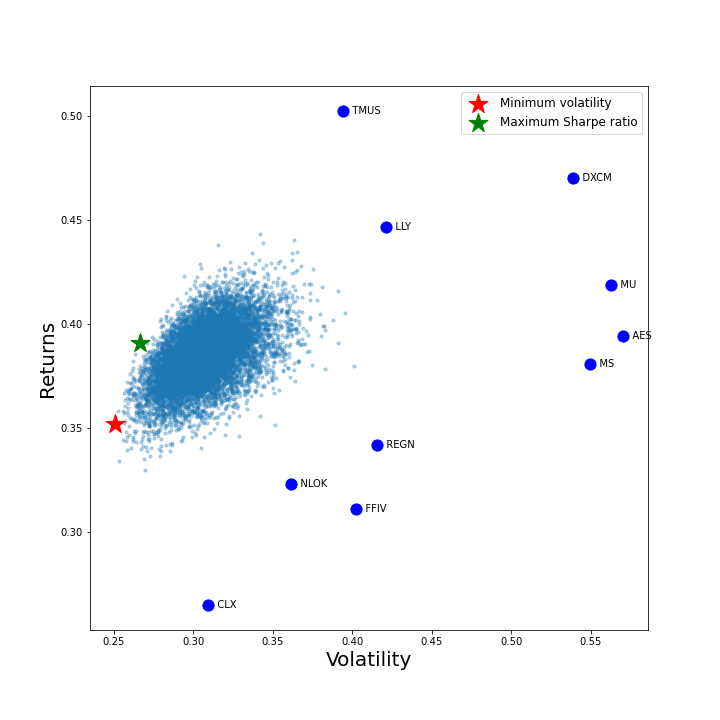 Minimum volatility
Maximum Sharpe ratio
0.50
TMUS
DXCM
0.45
LLY
MU
0.40
AES
MS
Returns
0.35
REGN
NLOK
FFIV
0.30
CLX
0.25 0.30 0.35 0.40 0.45 0.50 0.55
Volatility